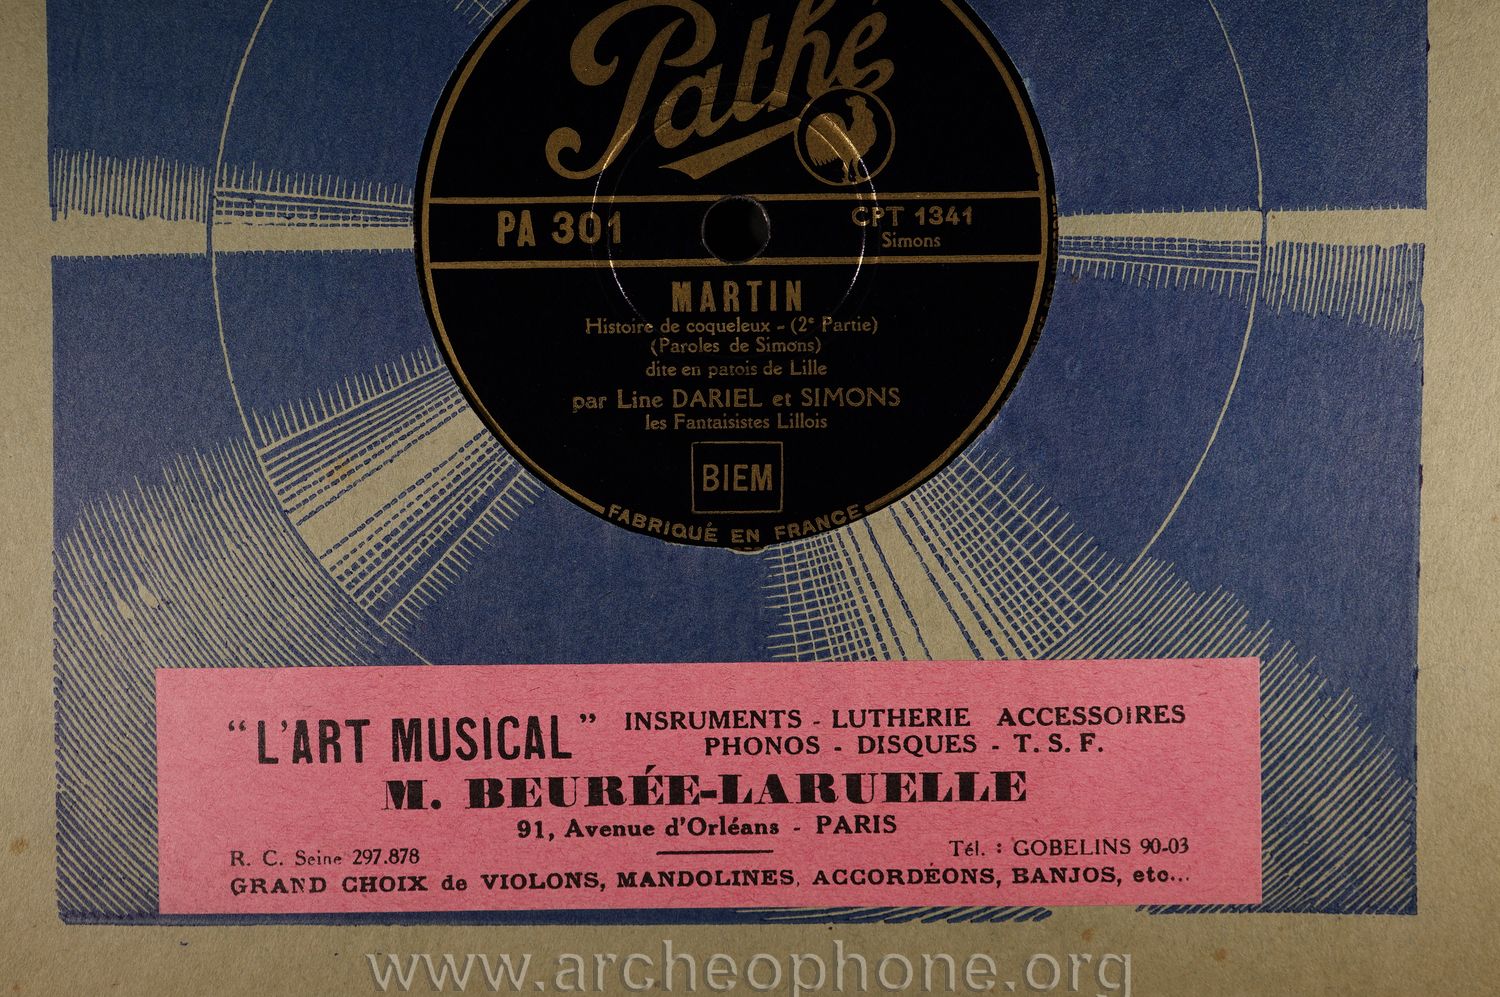 Pathé
PA 301
CPT 1341
Simons
MARTIN
Histoire de coqueleux - (2e Partie)
(Paroles de Simons)
dite en patois de Lille
par Line DARIEL et SIMONS
les Fantaisistes Lillois
BIEM
FABRIQUÉ EN FRANCE
"L'ART MUSICAL" INSRUMENTS - LUTHERIE ACCESSOIRES
PHONOS - DISQUES - T. S. F.
M. BEURÉE-LARUELLE
91, Avenue d'Orléans - PARIS
R. C. Seine 297.878 Tél. : GOBELINS 90-03
GRAND CHOIX de VIOLONS, MANDOLINES, ACCORDÉONS, BANJOS, etc...
www.archeophone.org